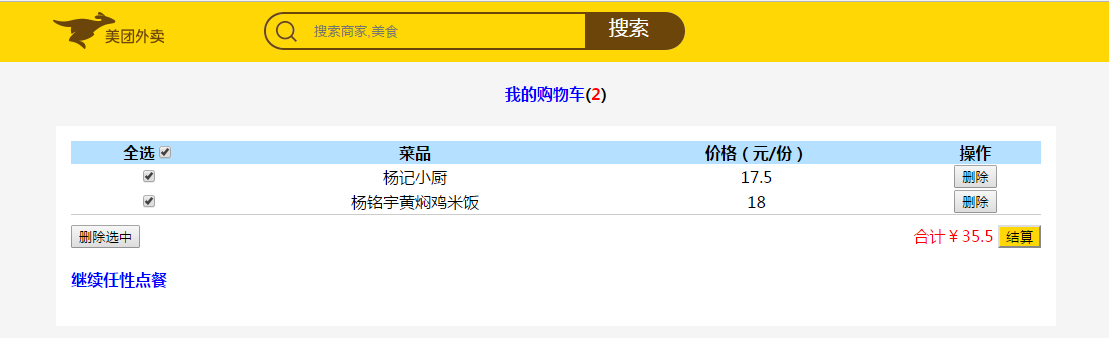 美团外卖 搜索商家,美食 搜索
我的购物车(2)
全选 菜品 价格（元/份） 操作
杨记小厨 17.5 删除
杨铭宇黄焖鸡米饭 18 删除
删除选中 合计￥35.5 结算
继续任性点餐